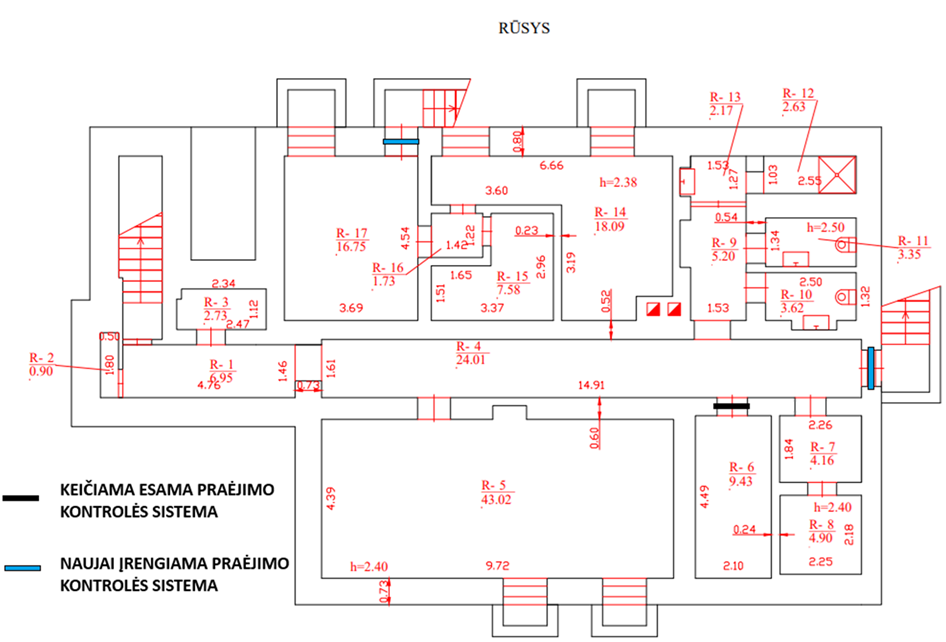 RŪSYS
R- 13
2.17
R- 12
2.63
0.80
6.66
1.53
1.27
1.03
2.55
h=2.38
3.60
R- 14
18.09
0.54
h=2.50
R- 17
16.75
4.54
1.42
1.22
0.23
R- 9
5.20
1.34
R- 11
3.35
R- 16
1.73
1.65
R- 15
7.58
2.96
3.19
2.34
R- 3
2.73
1.12
1.51
2.50
R- 10
3.62
1.32
3.69
3.37
0.52
1.53
2.47
0.50
R- 2
0.90
1.80
R- 1
6.95
4.76
1.46
0.73
1.61
R- 4
24.01
14.91
0.60
2.26
1.84
R- 7
4.16
R- 6
9.43
4.39
R- 5
43.02
4.49
h=2.40
R- 8
4.90
2.18
0.24
h=2.40
9.72
2.10
2.25
0.73
KEIČIAMA ESAMA PRAĖJIMO
KONTROLĖS SISTEMA
NAUJAI ĮRENGIAMA PRAĖJIMO
KONTROLĖS SISTEMA